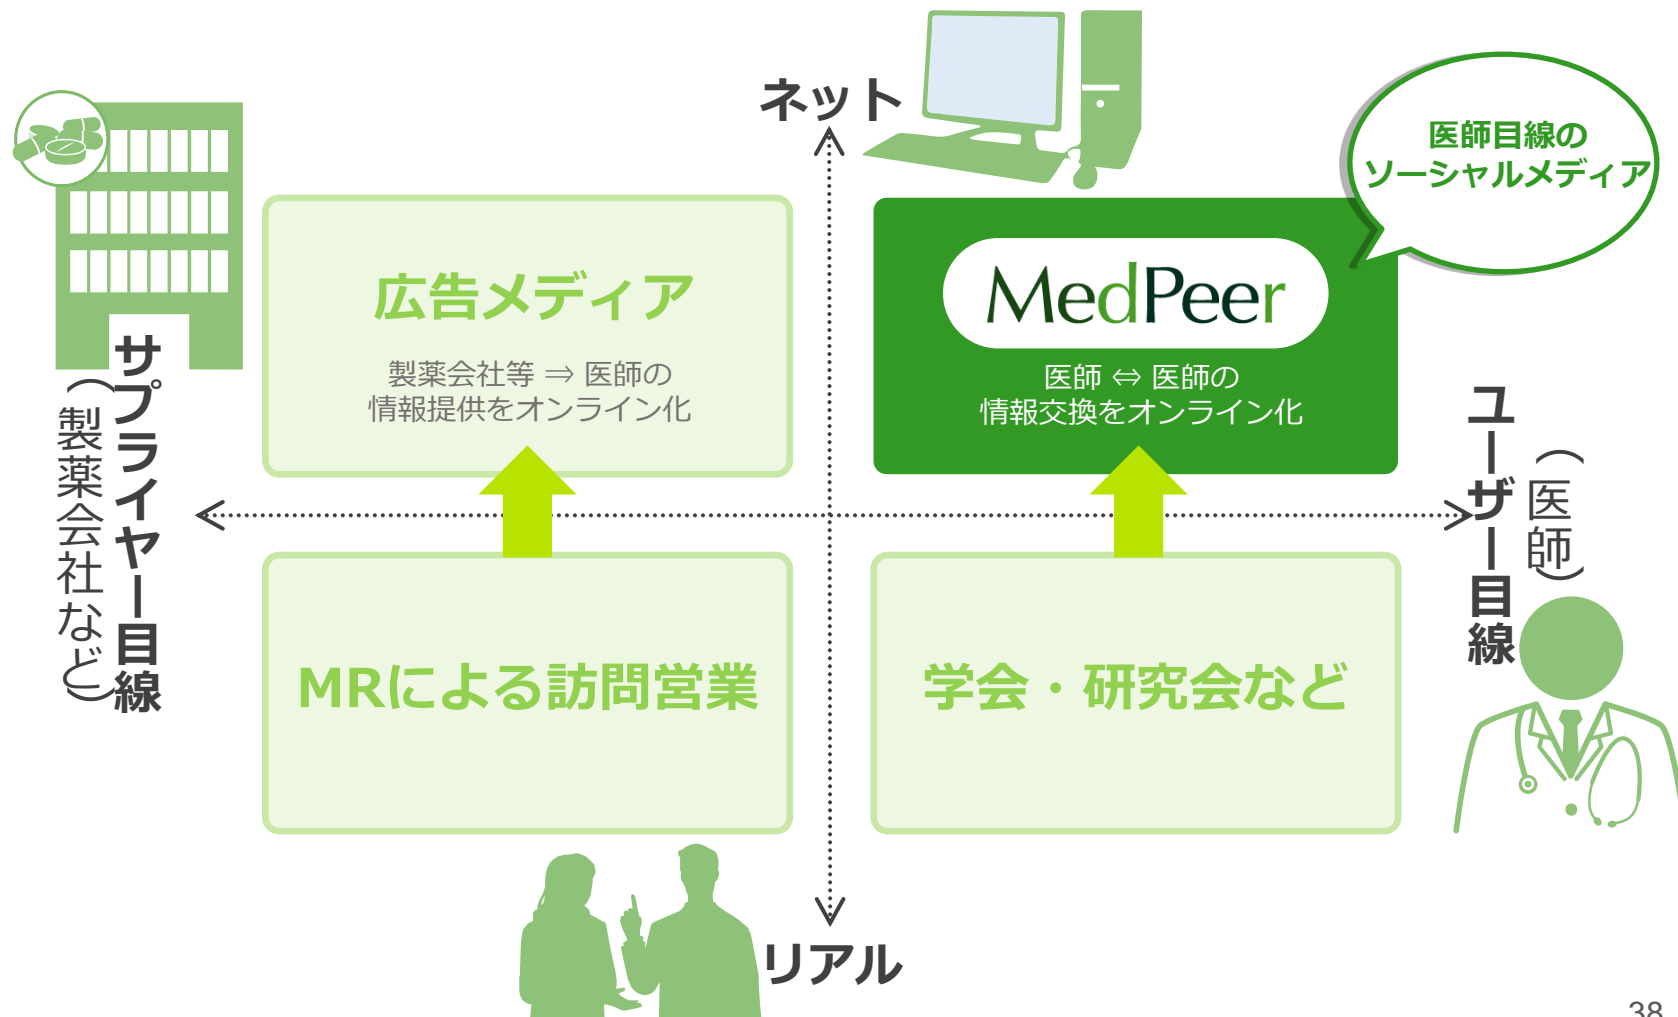 ネット
医師目線の
ソーシャルメディア
広告メディア
製薬会社等 ⇒ 医師の
情報提供をオンライン化
MedPeer
医師 ⇔ 医師の
情報交換をオンライン化
サプライヤー目線
（製薬会社など）
ユーザー目線
（医師）
MRによる訪問営業
学会・研究会など
リアル
38